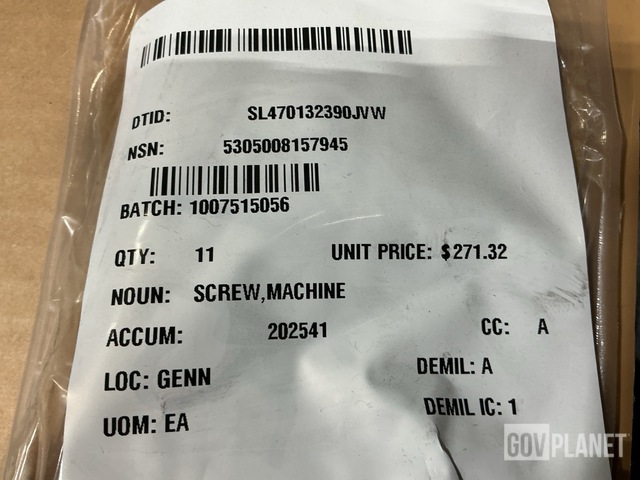 DTID: SL470132390JVW
NSN: 5305008157945
BATCH: 1007515056
QTY: 11 UNIT PRICE: $271.32
NOUN: SCREW,MACHINE
ACCUM: 202541 CC: A
LOC: GENN DEMIL: A
UOM: EA DEMIL IC: 1
GOVPLANET